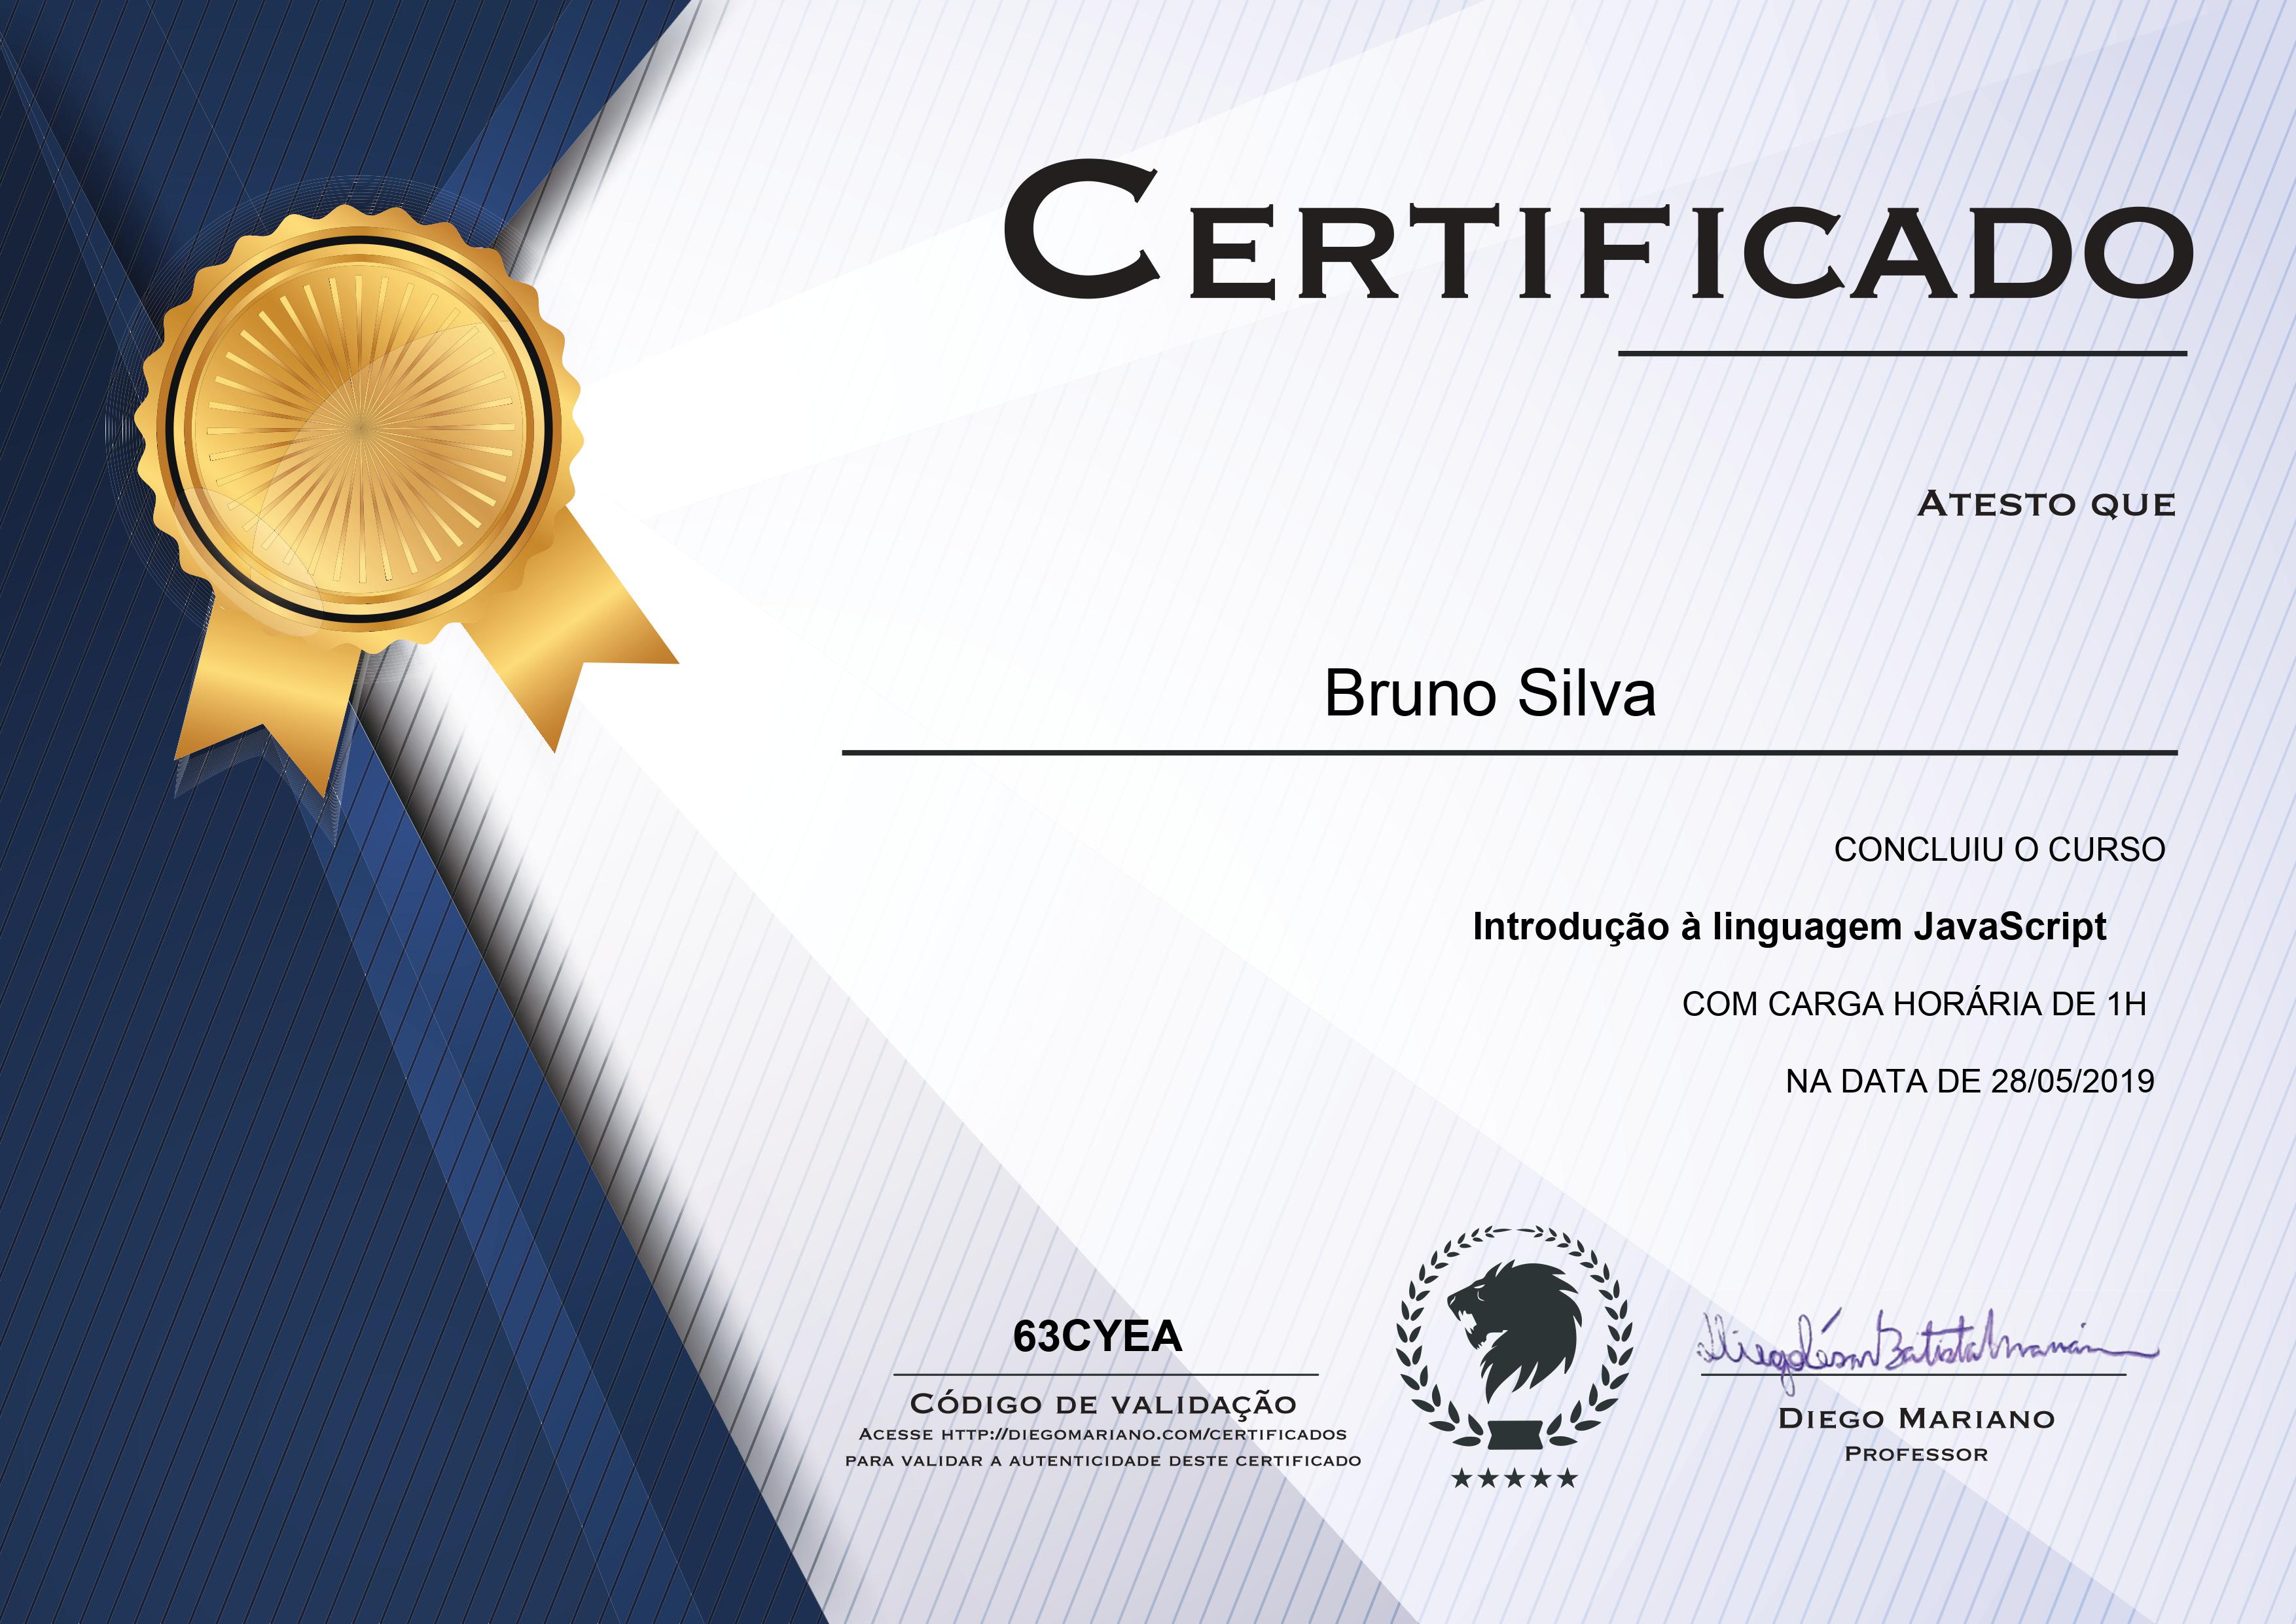 CERTIFICADO
ATESTO QUE
Bruno Silva
CONCLUIU O CURSO
Introdução à linguagem JavaScript
COM CARGA HORÁRIA DE 1H
NA DATA DE 28/05/2019
63CYEA
CÓDIGO DE VALIDAÇÃO
ACESSE HTTP://DIEGOMARIANO.COM/CERTIFICADOS
PARA VALIDAR A AUTENTICIDADE DESTE CERTIFICADO
Diego César Batista Mariano
DIEGO MARIANO
PROFESSOR